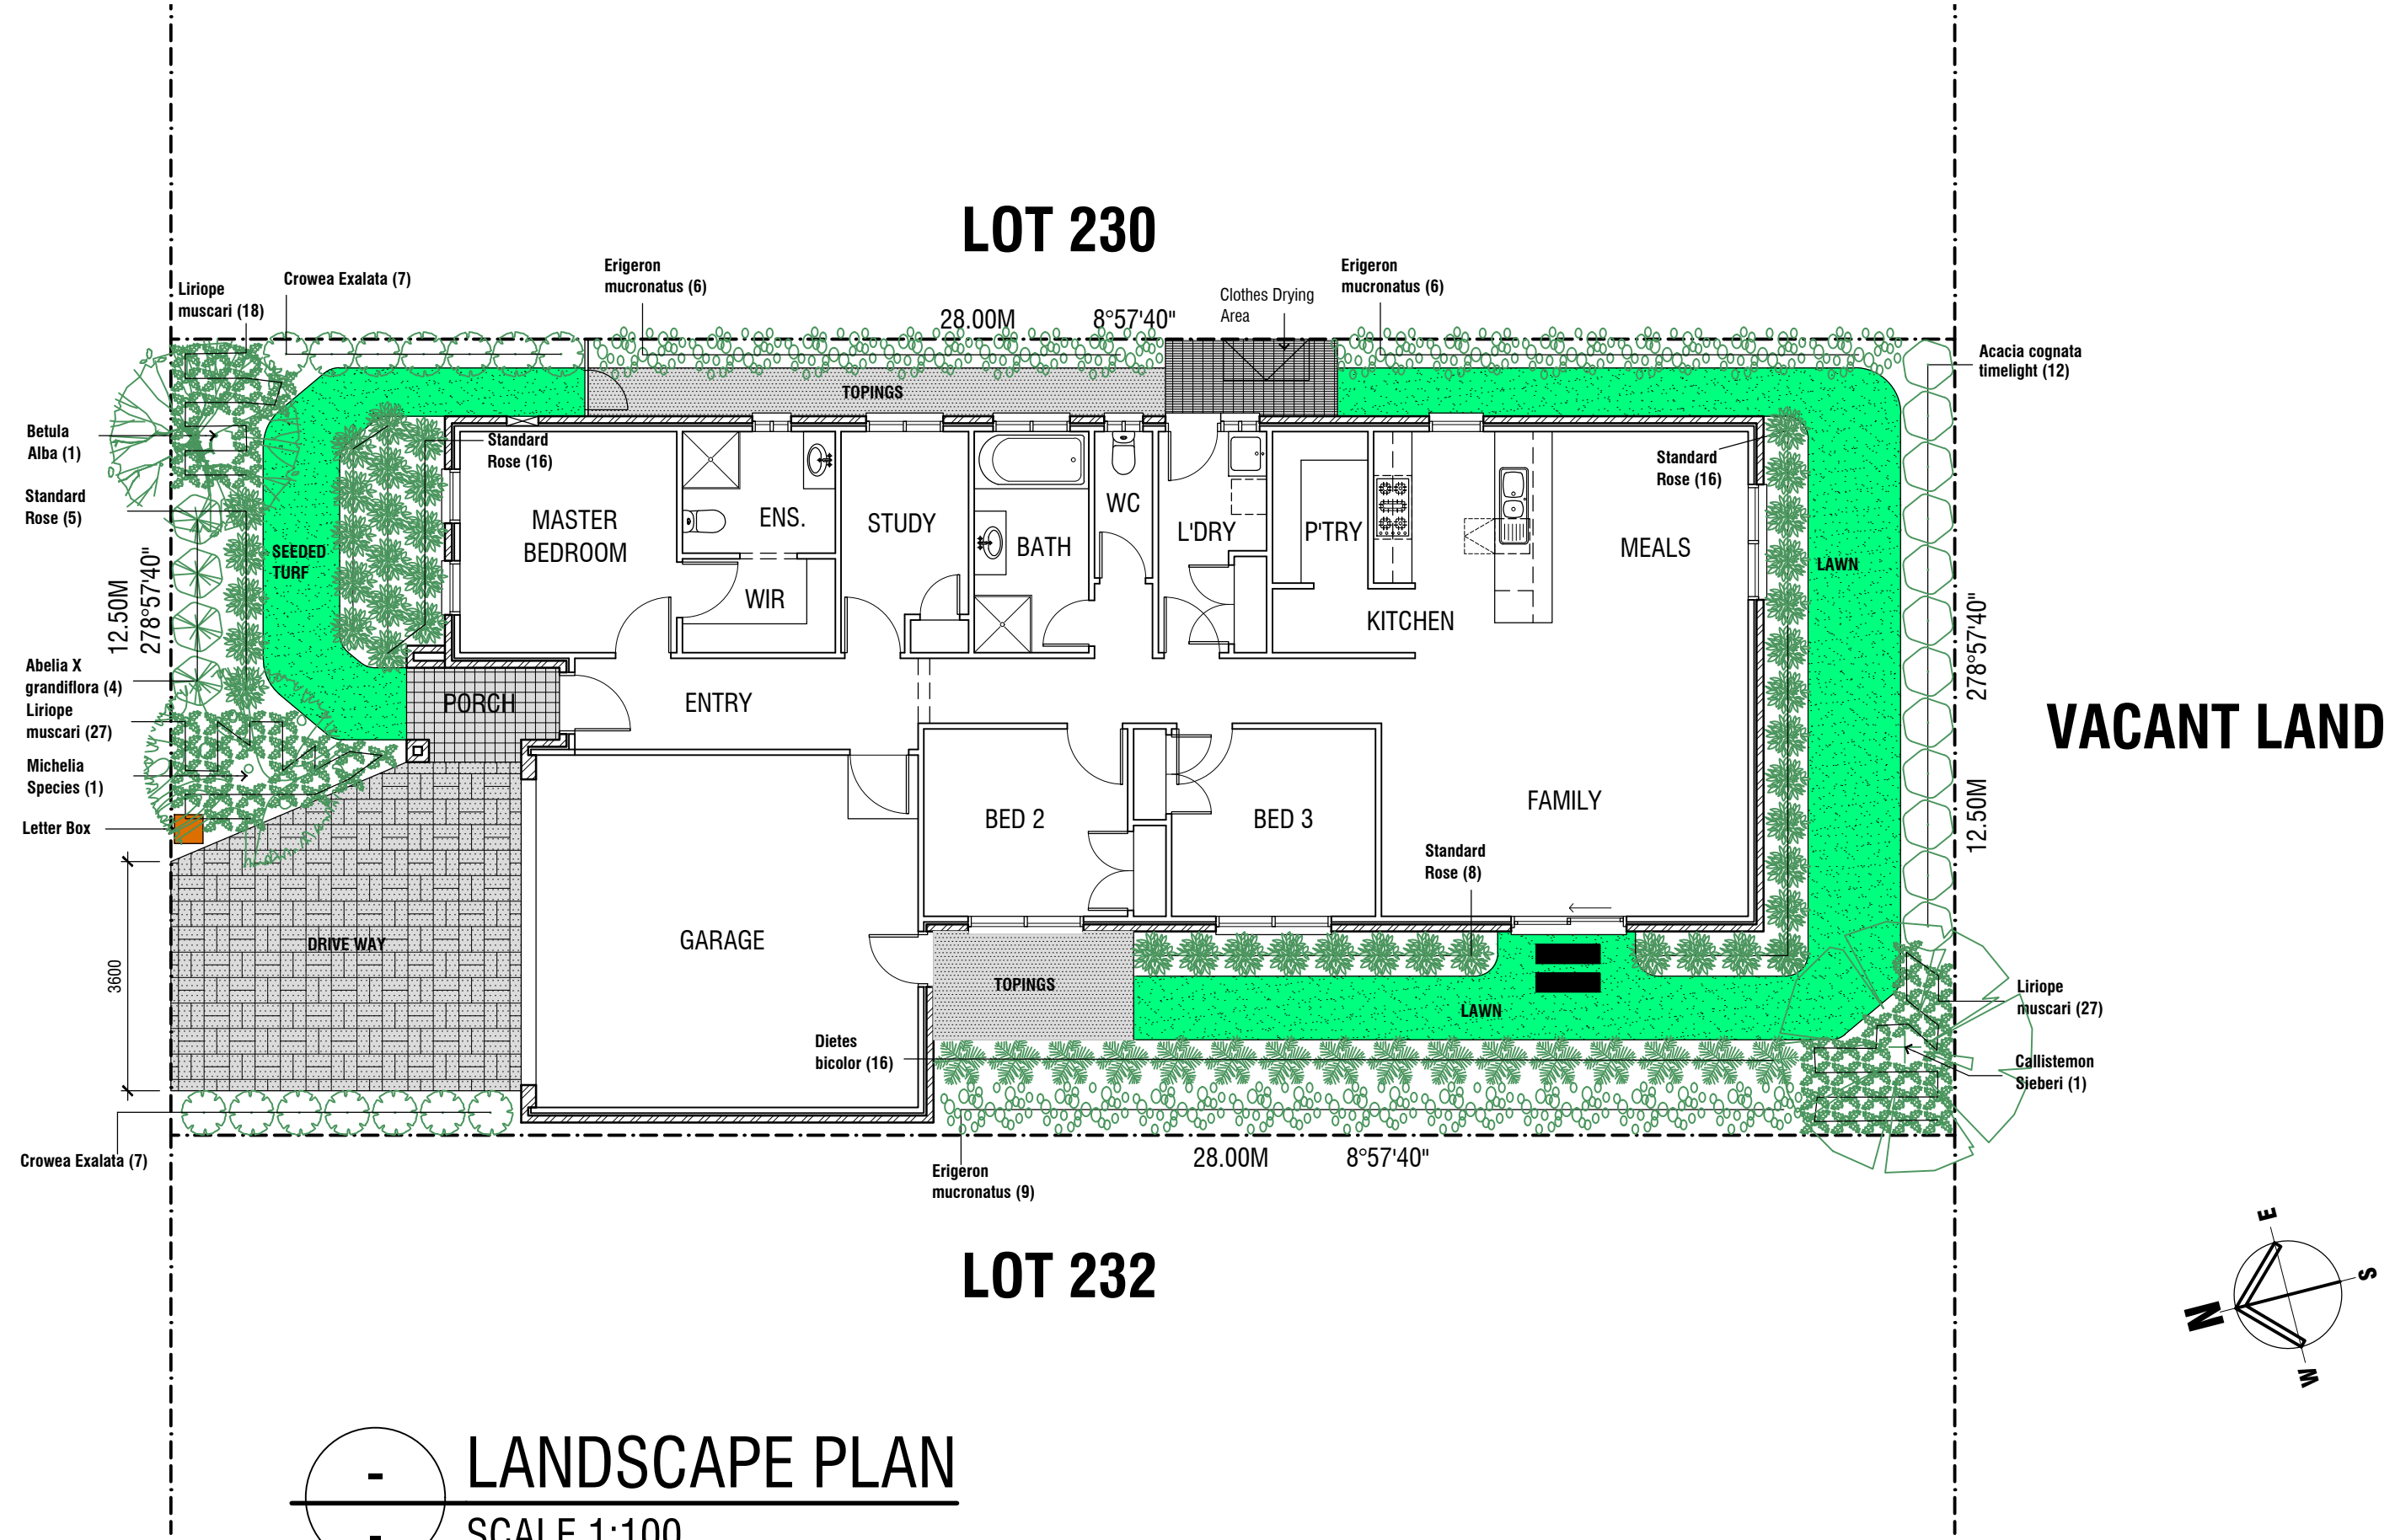 LOT 230
Erigeron
mucronatus (6)
Erigeron
mucronatus (6)
Crowea Exalata (7)
Liriope
muscari (18)
Clothes Drying
Area
28.00M
8°57'40"
Acacia cognata
timelight (12)
TOPINGS
Betula
Alba (1)
Standard
Rose (16)
Standard
Rose (16)
Standard
Rose (5)
MASTER
BEDROOM
ENS.
STUDY
BATH
WC
L'DRY
P'TRY
MEALS
SEEDED
TURF
LAWN
WIR
KITCHEN
12.50M
278°57'40"
278°57'40"
12.50M
Abelia X
grandiflora (4)
Liriope
muscari (27)
PORCH
ENTRY
VACANT LAND
Michelia
Species (1)
Letter Box
BED 2
BED 3
FAMILY
Standard
Rose (8)
DRIVE WAY
GARAGE
3600
TOPINGS
LAWN
Liriope
muscari (27)
Dietes
bicolor (16)
Callistemon
Sieberi (1)
Crowea Exalata (7)
Erigeron
mucronatus (9)
28.00M
8°57'40"
LOT 232
E
S
N
W
-
LANDSCAPE PLAN
-
SCALE 1:100